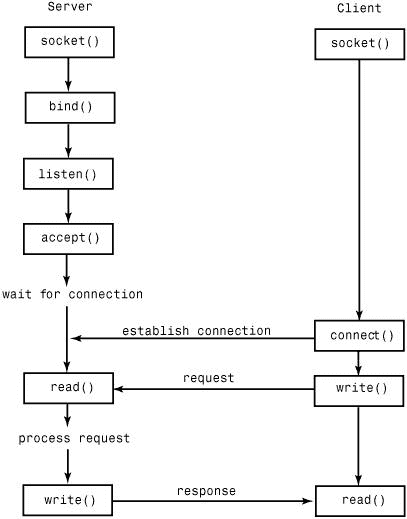 Server
Client
socket()
socket()
bind()
listen()
accept()
wait for connection
establish connection
connect()
read()
request
write()
process request
write()
response
read()